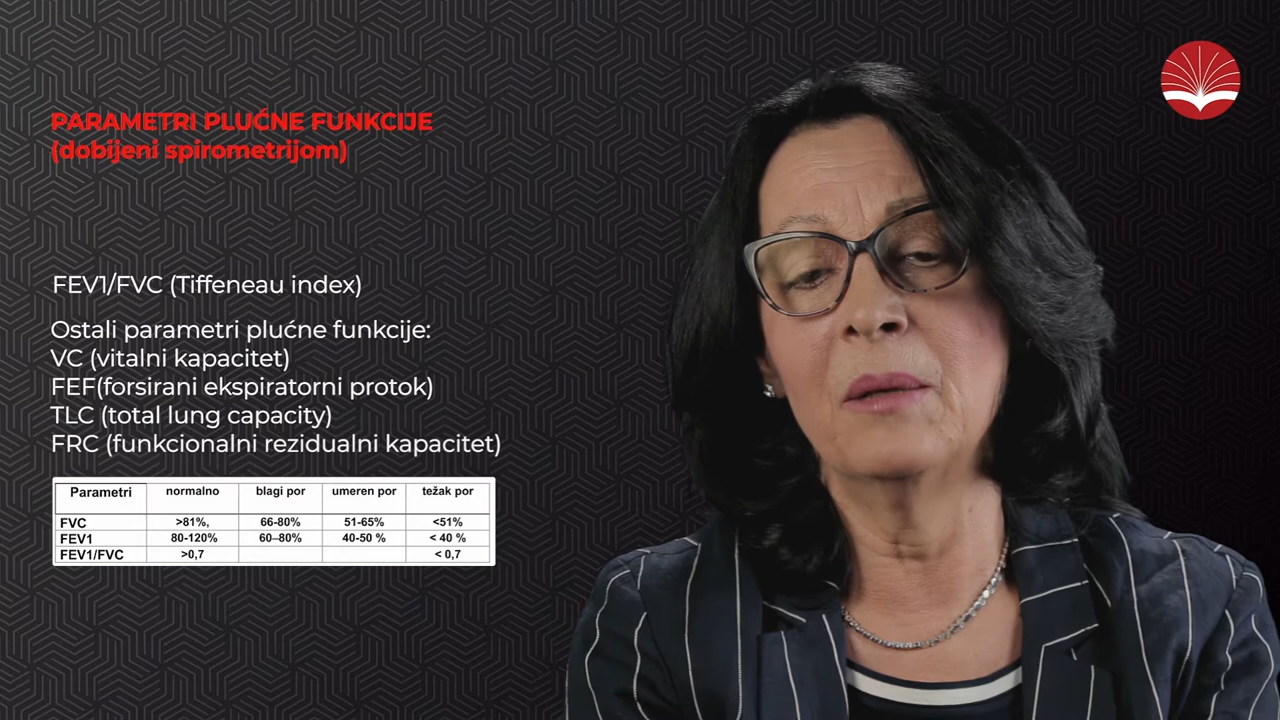 PARAMETRI PLUĆNE FUNKCIJE
(dobijeni spirometrijom)
FEV1/FVC (Tiffeneau index)
Ostali parametri plućne funkcije:
VC (vitalni kapacitet)
FEF(forsirani ekspiratorni protok)
TLC (total lung capacity)
FRC (funkcionalni rezidualni kapacitet)
Parametri normalno blagi por umeren por težak por
FVC >81%, 66-80% 51-65% <51%
FEV1 80-120% 60–80% 40-50 % < 40 %
FEV1/FVC >0,7 < 0,7